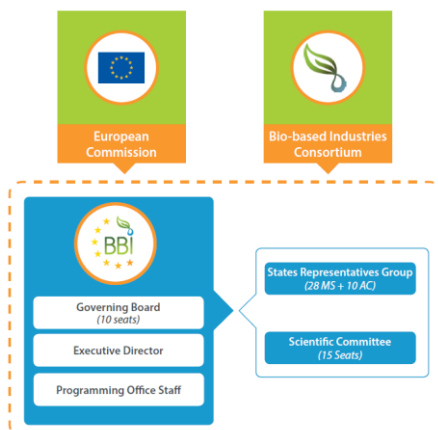 European
Commission
Bio-based Industries
Consortium
BBI
Governing Board
(10 seats)
Executive Director
Programming Office Staff
States Representatives Group
(28 MS + 10 AC)
Scientific Committee
(15 Seats)